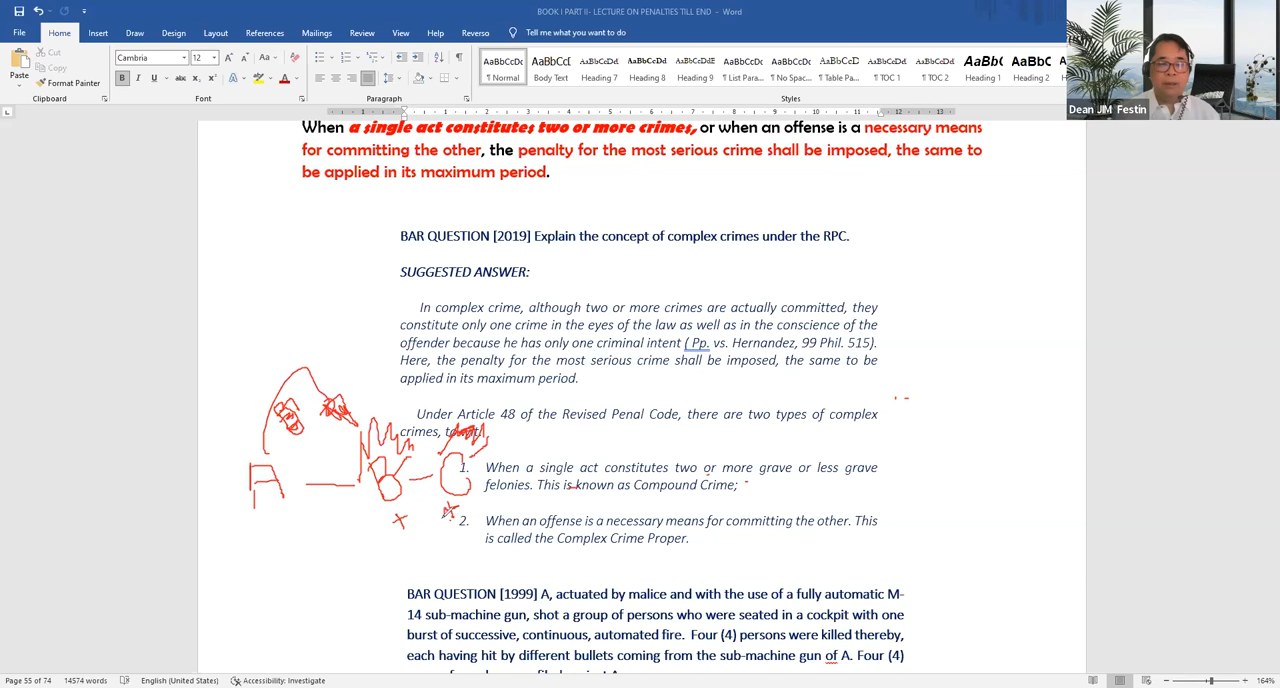 BOOK I PART II- LECTURE ON PENALTIES TILL END - Word
File Home Insert Draw Design Layout References Mailings Review View Help Reverso Tell me what you want to do
Paste
Cut
Copy
Format Painter
Cambria 12
AaBbCcDc AaBbCcI AaBbCcDd AaBbCcDd AaBbCcDdE AaBbCcDd AaBbCcDd AaBbCcD AaBbCcDd AaBbCcDd AaBbC AaBbC
¶ Normal Body Text Heading 7 Heading 8 Heading 9 ¶ List Para... ¶ No Spac... ¶ Table Pa... ¶ TOC 1 ¶ TOC 2 Heading 1 Heading 2
Clipboard Font Paragraph Styles
Dean JM Festin
When a single act constitutes two or more crimes, or when an offense is a necessary means
for committing the other, the penalty for the most serious crime shall be imposed, the same to
be applied in its maximum period.
BAR QUESTION [2019] Explain the concept of complex crimes under the RPC.
SUGGESTED ANSWER:
In complex crime, although two or more crimes are actually committed, they
constitute only one crime in the eyes of the law as well as in the conscience of the
offender because he has only one criminal intent ( Pp. vs. Hernandez, 99 Phil. 515).
Here, the penalty for the most serious crime shall be imposed, the same to be
applied in its maximum period.
Under Article 48 of the Revised Penal Code, there are two types of complex
crimes, to
1. When a single act constitutes two or more grave or less grave
felonies. This is known as Compound Crime;
2. When an offense is a necessary means for committing the other. This
is called the Complex Crime Proper.
A B C
BAR QUESTION [1999] A, actuated by malice and with the use of a fully automatic M-
14 sub-machine gun, shot a group of persons who were seated in a cockpit with one
burst of successive, continuous, automated fire. Four (4) persons were killed thereby,
each having hit by different bullets coming from the sub-machine gun of A. Four (4)
Page 55 of 74 14574 words English (United States) Accessibility: Investigate 164%